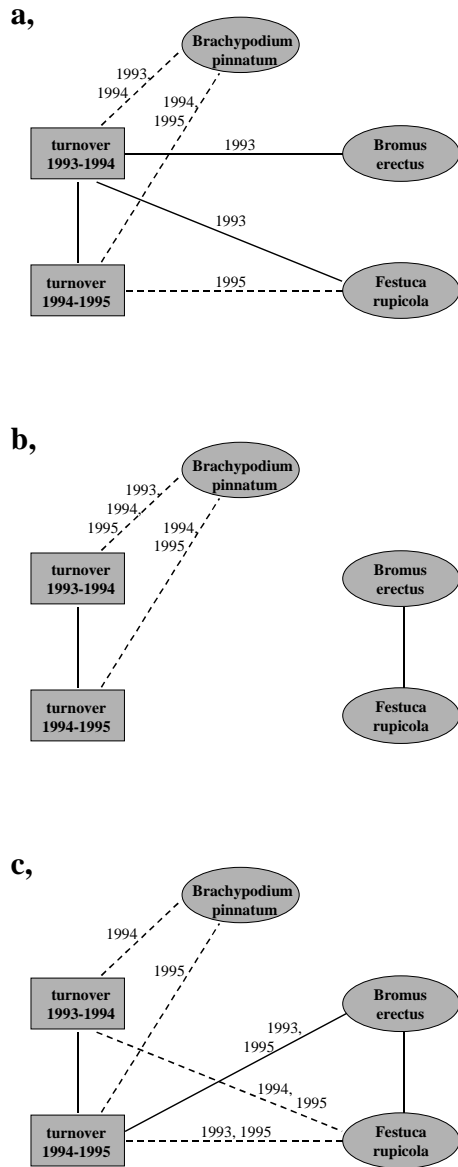 a,
Brachypodium
pinnatum
1993,
1994
1994,
1995
turnover
1993-1994
1993
Bromus
erectus
1993
turnover
1994-1995
1995
Festuca
rupicola
b,
Brachypodium
pinnatum
1993,
1994,
1995
1994,
1995
turnover
1993-1994
Bromus
erectus
turnover
1994-1995
Festuca
rupicola
c,
Brachypodium
pinnatum
1994
1995
turnover
1993-1994
Bromus
erectus
1993,
1995
1994,
1995
turnover
1994-1995
1993, 1995
Festuca
rupicola